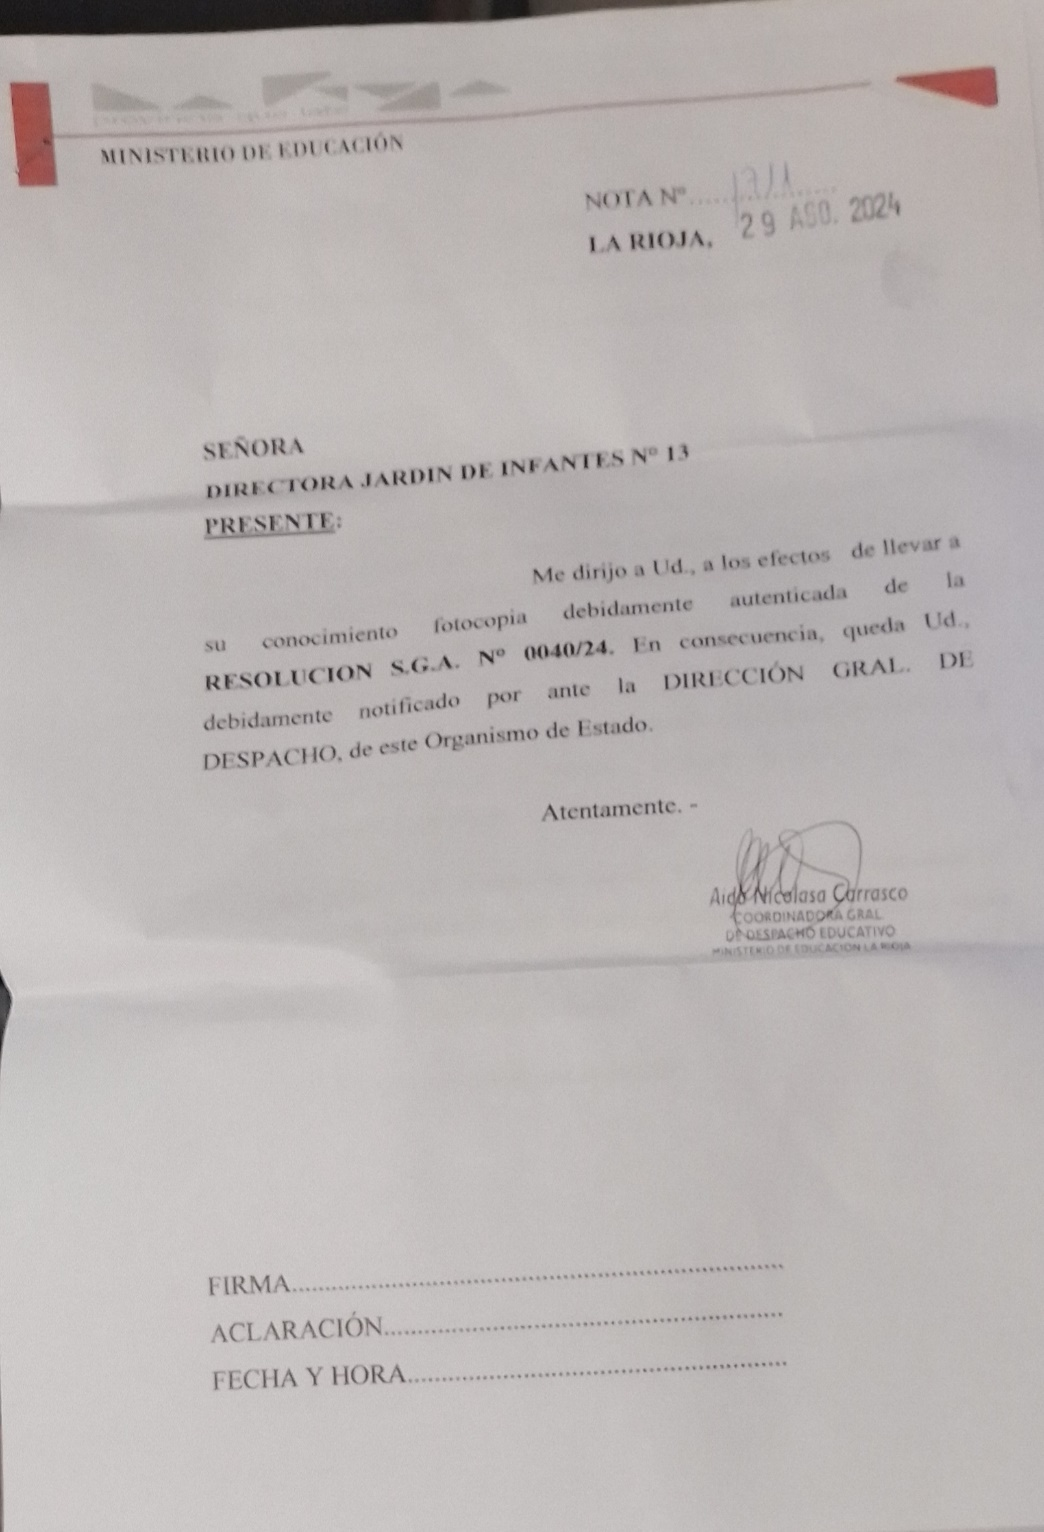 MINISTERIO DE EDUCACIÓN
NOTA Nº....................
LA RIOJA, 29 AGO. 2024
SEÑORA
DIRECTORA JARDIN DE INFANTES Nº 13
PRESENTE:
Me dirijo a Ud., a los efectos de llevar a
su conocimiento fotocopia debidamente autenticada de la
RESOLUCION S.G.A. Nº 0040/24. En consecuencia, queda Ud.,
debidamente notificado por ante la DIRECCIÓN GRAL. DE
DESPACHO, de este Organismo de Estado.
Atentamente. -
Nicolasa Carrasco
COORDINADORA GRAL
DE DESPACHO EDUCATIVO
MINISTERIO DE EDUCACION LA RIOJA
FIRMA......................................................................
ACLARACIÓN.........................................................
FECHA Y HORA.....................................................